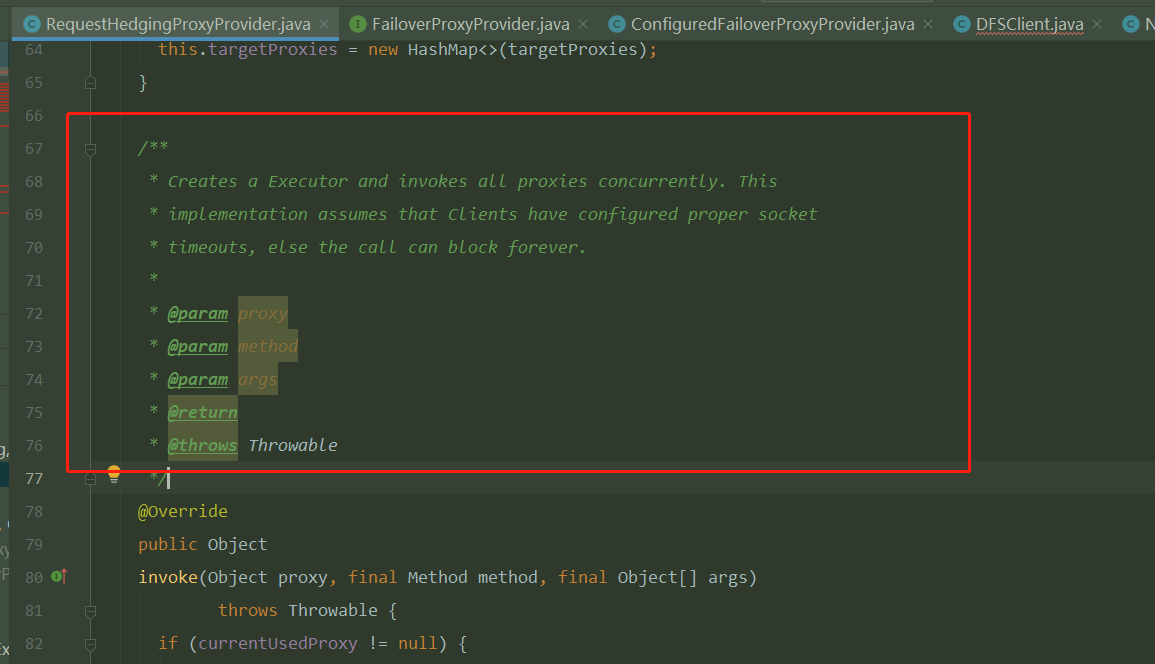 RequestHedgingProxyProvider.java FailoverProxyProvider.java ConfiguredFailoverProxyProvider.java DFSClient.java N
64 this.targetProxies = new HashMap<>(targetProxies);
65 }
66
67 /**
68 * Creates a Executor and invokes all proxies concurrently. This
69 * implementation assumes that Clients have configured proper socket
70 * timeouts, else the call can block forever.
71 *
72 * @param proxy
73 * @param method
74 * @param args
75 * @return
76 * @throws Throwable
77 */
78 @Override
79 public Object
80 invoke(Object proxy, final Method method, final Object[] args)
81 throws Throwable {
82 if (currentUsedProxy != null) {